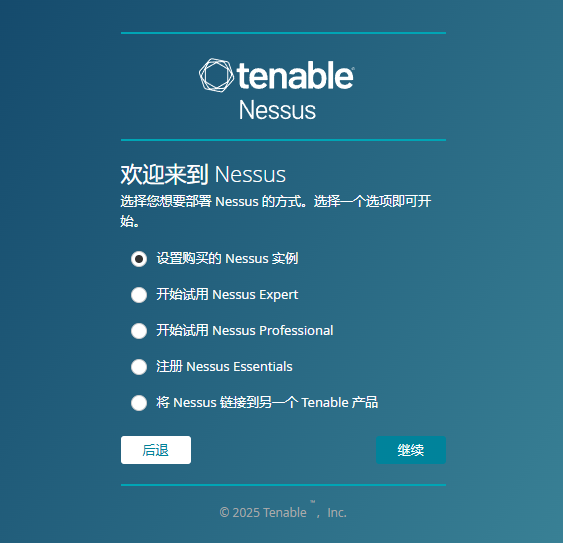 tenable®
Nessus
欢迎来到 Nessus
选择您想要部署 Nessus 的方式。选择一个选项即可开
始。
设置购买的 Nessus 实例
开始试用 Nessus Expert
开始试用 Nessus Professional
注册 Nessus Essentials
将 Nessus 链接到另一个 Tenable 产品
后退
继续
© 2025 Tenable™, Inc.